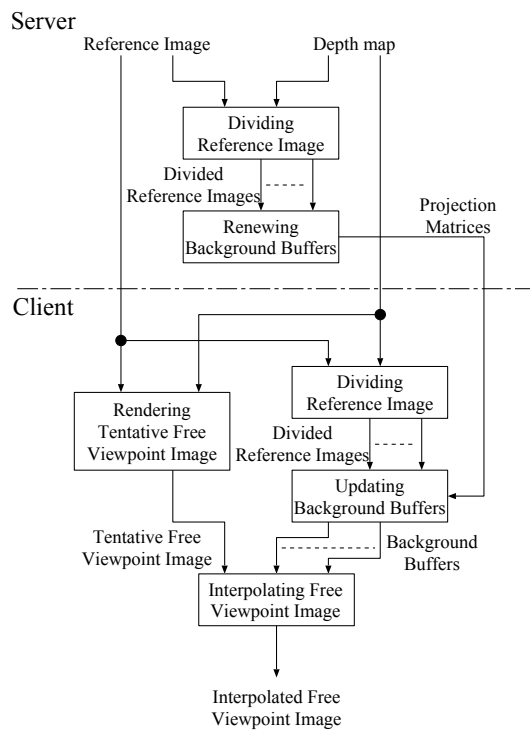 Server
Reference Image
Depth map
Dividing
Reference Image
Divided
Reference Images
Projection
Matrices
Renewing
Background Buffers
Client
Rendering
Tentative Free
Viewpoint Image
Dividing
Reference Image
Divided
Reference Images
Updating
Background Buffers
Tentative Free
Viewpoint Image
Background
Buffers
Interpolating Free
Viewpoint Image
Interpolated Free
Viewpoint Image